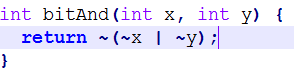 int bitAnd(int x, int y) {
  return ~(~x | ~y);
}